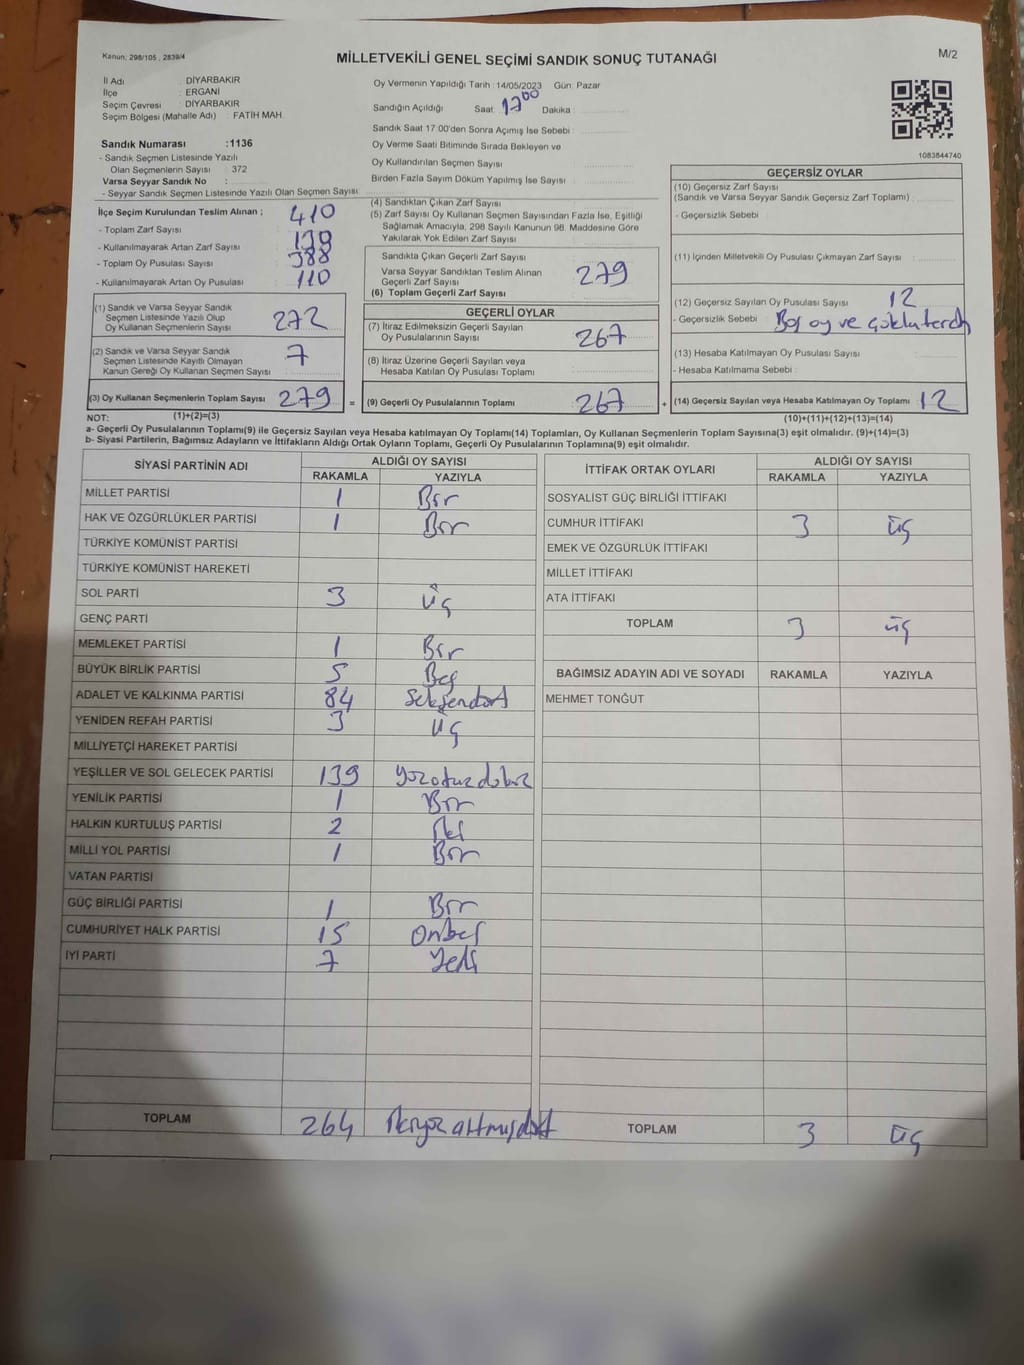 Kanun; 298/105 , 2839/4
MİLLETVEKİLİ GENEL SEÇİMİ SANDIK SONUÇ TUTANAĞI
M/2
İl Adı : DİYARBAKIR
İlçe : ERGANİ
Seçim Çevresi : DİYARBAKIR
Seçim Bölgesi (Mahalle Adı) : FATİH MAH.
Sandık Numarası :1136
- Sandık Seçmen Listesinde Yazılı
Olan Seçmenlerin Sayısı : 372
Varsa Seyyar Sandık No :
- Seyyar Sandık Seçmen Listesinde Yazılı Olan Seçmen Sayısı
Oy Vermenin Yapıldığı Tarih :14/05/2023 Gün: Pazar
Sandığın Açıldığı Saat: 17 00 Dakika :
Sandık Saat 17.00'den Sonra Açılmış İse Sebebi :
Oy Verme Saati Bitiminde Sırada Bekleyen ve
Oy Kullandırılan Seçmen Sayısı
Birden Fazla Sayım Döküm Yapılmış İse Sayısı :
1083844740
İlçe Seçim Kurulundan Teslim Alınan ;
- Toplam Zarf Sayısı 410
- Kullanılmayarak Artan Zarf Sayısı
- Toplam Oy Pusulası Sayısı 388
- Kullanılmayarak Artan Oy Pusulası 110
(1) Sandık ve Varsa Seyyar Sandık
Seçmen Listesinde Yazılı Olup
Oy Kullanan Seçmenlerin Sayısı 272
(2) Sandık ve Varsa Seyyar Sandık
Seçmen Listesinde Kayıtlı Olmayan
Kanun Gereği Oy Kullanan Seçmen Sayısı 7
(3) Oy Kullanan Seçmenlerin Toplam Sayısı 279 =
(1)+(2)=(3)
(4) Sandıktan Çıkan Zarf Sayısı
(5) Zarf Sayısı Oy Kullanan Seçmen Sayısından Fazla İse, Eşitliği
Sağlamak Amacıyla, 298 Sayılı Kanunun 98. Maddesine Göre
Yakılarak Yok Edilen Zarf Sayısı
Sandıkta Çıkan Geçerli Zarf Sayısı
Varsa Seyyar Sandıktan Teslim Alınan
Geçerli Zarf Sayısı
(6) Toplam Geçerli Zarf Sayısı 279
GEÇERLİ OYLAR
(7) İtiraz Edilmeksizin Geçerli Sayılan
Oy Pusulalarının Sayısı: 267
(8) İtiraz Üzerine Geçerli Sayılan veya
Hesaba Katılan Oy Pusulası Toplamı
(9) Geçerli Oy Pusulalarının Toplamı 267 +
GEÇERSİZ OYLAR
(10) Geçersiz Zarf Sayısı
(Sandık ve Varsa Seyyar Sandık Geçersiz Zarf Toplamı) :
- Geçersizlik Sebebi
(11) İçinden Milletvekili Oy Pusulası Çıkmayan Zarf Sayısı:
(12) Geçersiz Sayılan Oy Pusulası Sayısı 12
- Geçersizlik Sebebi : Boş oy ve çoklu terch
(13) Hesaba Katılmayan Oy Pusulası Sayısı
- Hesaba Katılmama Sebebi :
(14) Geçersiz Sayılan veya Hesaba Katılmayan Oy Toplamı 12
(10)+(11)+(12)+(13)=(14)
NOT:
a- Geçerli Oy Pusulalarının Toplamı(9) ile Geçersiz Sayılan veya Hesaba katılmayan Oy Toplamı(14) Toplamları, Oy Kullanan Seçmenlerin Toplam Sayısına(3) eşit olmalıdır. (9)+(14)=(3)
b- Siyasi Partilerin, Bağımsız Adayların ve İttifakların Aldığı Ortak Oyların Toplamı, Geçerli Oy Pusulalarının Toplamına(9) eşit olmalıdır.
SİYASİ PARTİNİN ADI ALDIĞI OY SAYISI
RAKAMLA YAZIYLA
MİLLET PARTİSİ 1 Bir
HAK VE ÖZGÜRLÜKLER PARTİSİ 1 Bir
TÜRKİYE KOMÜNİST PARTİSİ
TÜRKİYE KOMÜNİST HAREKETİ
SOL PARTİ 3 üç
GENÇ PARTİ
MEMLEKET PARTİSİ 1 Bir
BÜYÜK BİRLİK PARTİSİ 5 Beş
ADALET VE KALKINMA PARTİSİ 84 Seksendört
YENİDEN REFAH PARTİSİ 3 üç
MİLLİYETÇİ HAREKET PARTİSİ
YEŞİLLER VE SOL GELECEK PARTİSİ 139 yüzotuzdokuz
YENİLİK PARTİSİ 1 Bir
HALKIN KURTULUŞ PARTİSİ 2 İki
MİLLİ YOL PARTİSİ 1 Bir
VATAN PARTİSİ
GÜÇ BİRLİĞİ PARTİSİ 1 Bir
CUMHURİYET HALK PARTİSİ 15 Onbeş
İYİ PARTİ 7 Yedi
TOPLAM 264 İkiyüz altmışdört
İTTİFAK ORTAK OYLARI ALDIĞI OY SAYISI
RAKAMLA YAZIYLA
SOSYALİST GÜÇ BİRLİĞİ İTTİFAKI
CUMHUR İTTİFAKI 3 üç
EMEK VE ÖZGÜRLÜK İTTİFAKI
MİLLET İTTİFAKI
ATA İTTİFAKI
TOPLAM 3 üç
BAĞIMSIZ ADAYIN ADI VE SOYADI RAKAMLA YAZIYLA
MEHMET TONĞUT
TOPLAM 3 üç